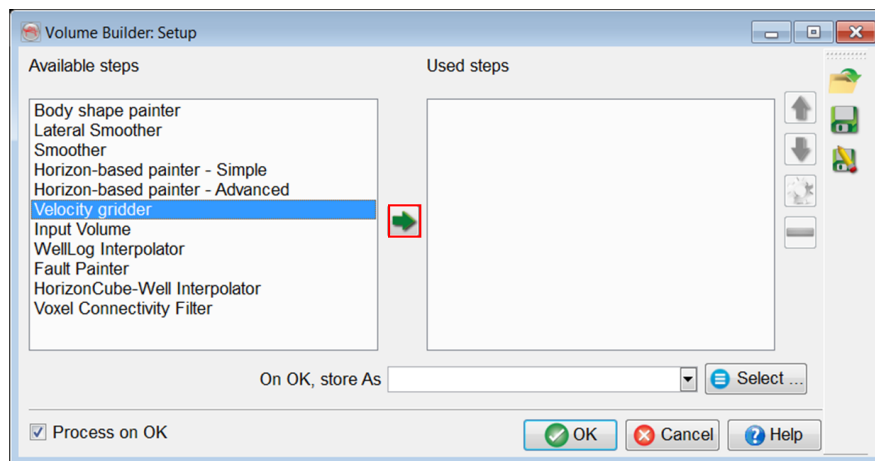 Volume Builder: Setup
Available steps
Used steps
Body shape painter
Lateral Smoother
Smoother
Horizon-based painter - Simple
Horizon-based painter - Advanced
Velocity gridder
Input Volume
WellLog Interpolator
Fault Painter
HorizonCube-Well Interpolator
Voxel Connectivity Filter
On OK, store As
Select ...
Process on OK
OK
Cancel
Help